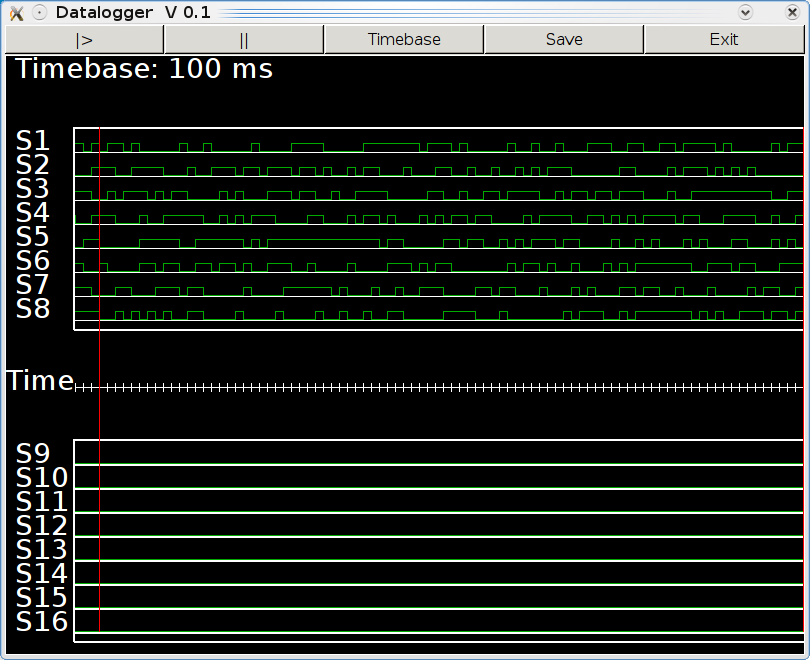 Datalogger V 0.1
|> || Timebase Save Exit
Timebase: 100 ms
S1
S2
S3
S4
S5
S6
S7
S8
Time
S9
S10
S11
S12
S13
S14
S15
S16